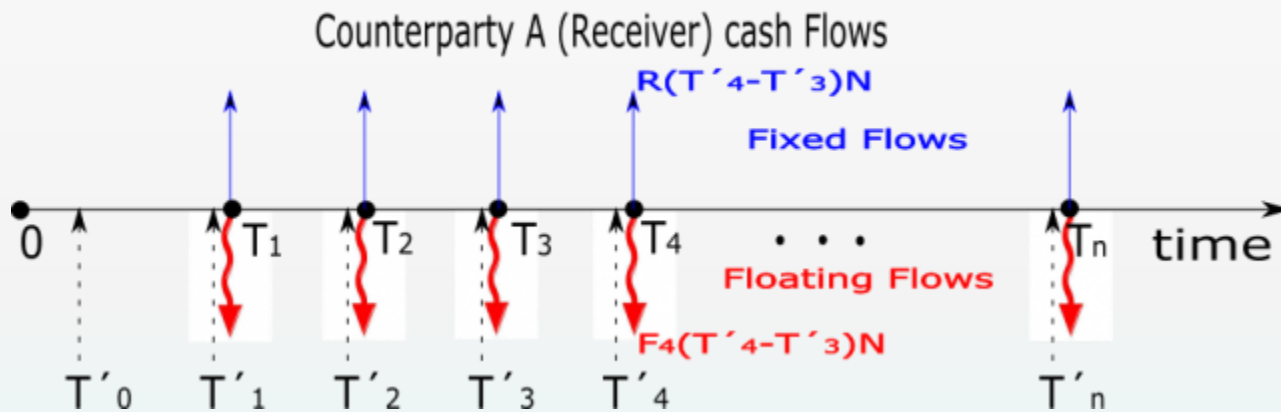 Counterparty A (Receiver) cash Flows
R(T´4-T´3)N
Fixed Flows
0 T1 T2 T3 T4 . . . Tn time
Floating Flows
F4(T´4-T´3)N
T´0 T´1 T´2 T´3 T´4 T´n